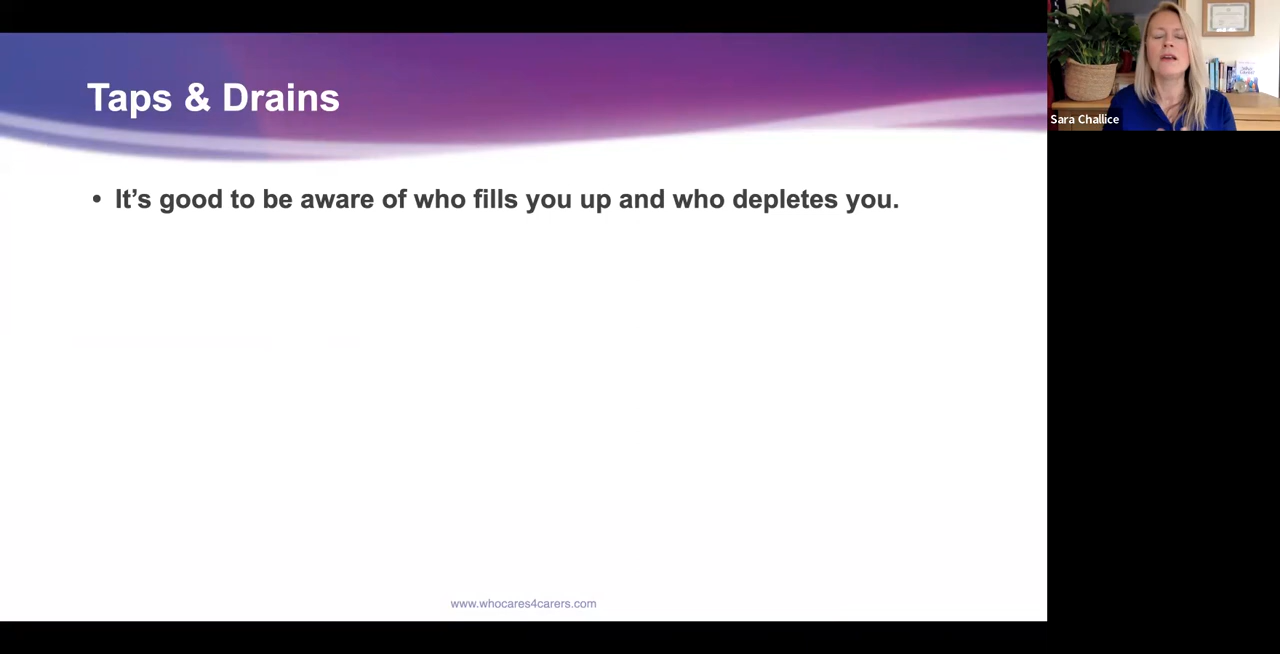 Taps & Drains
• It’s good to be aware of who fills you up and who depletes you.
www.whocares4carers.com
Sara Challice